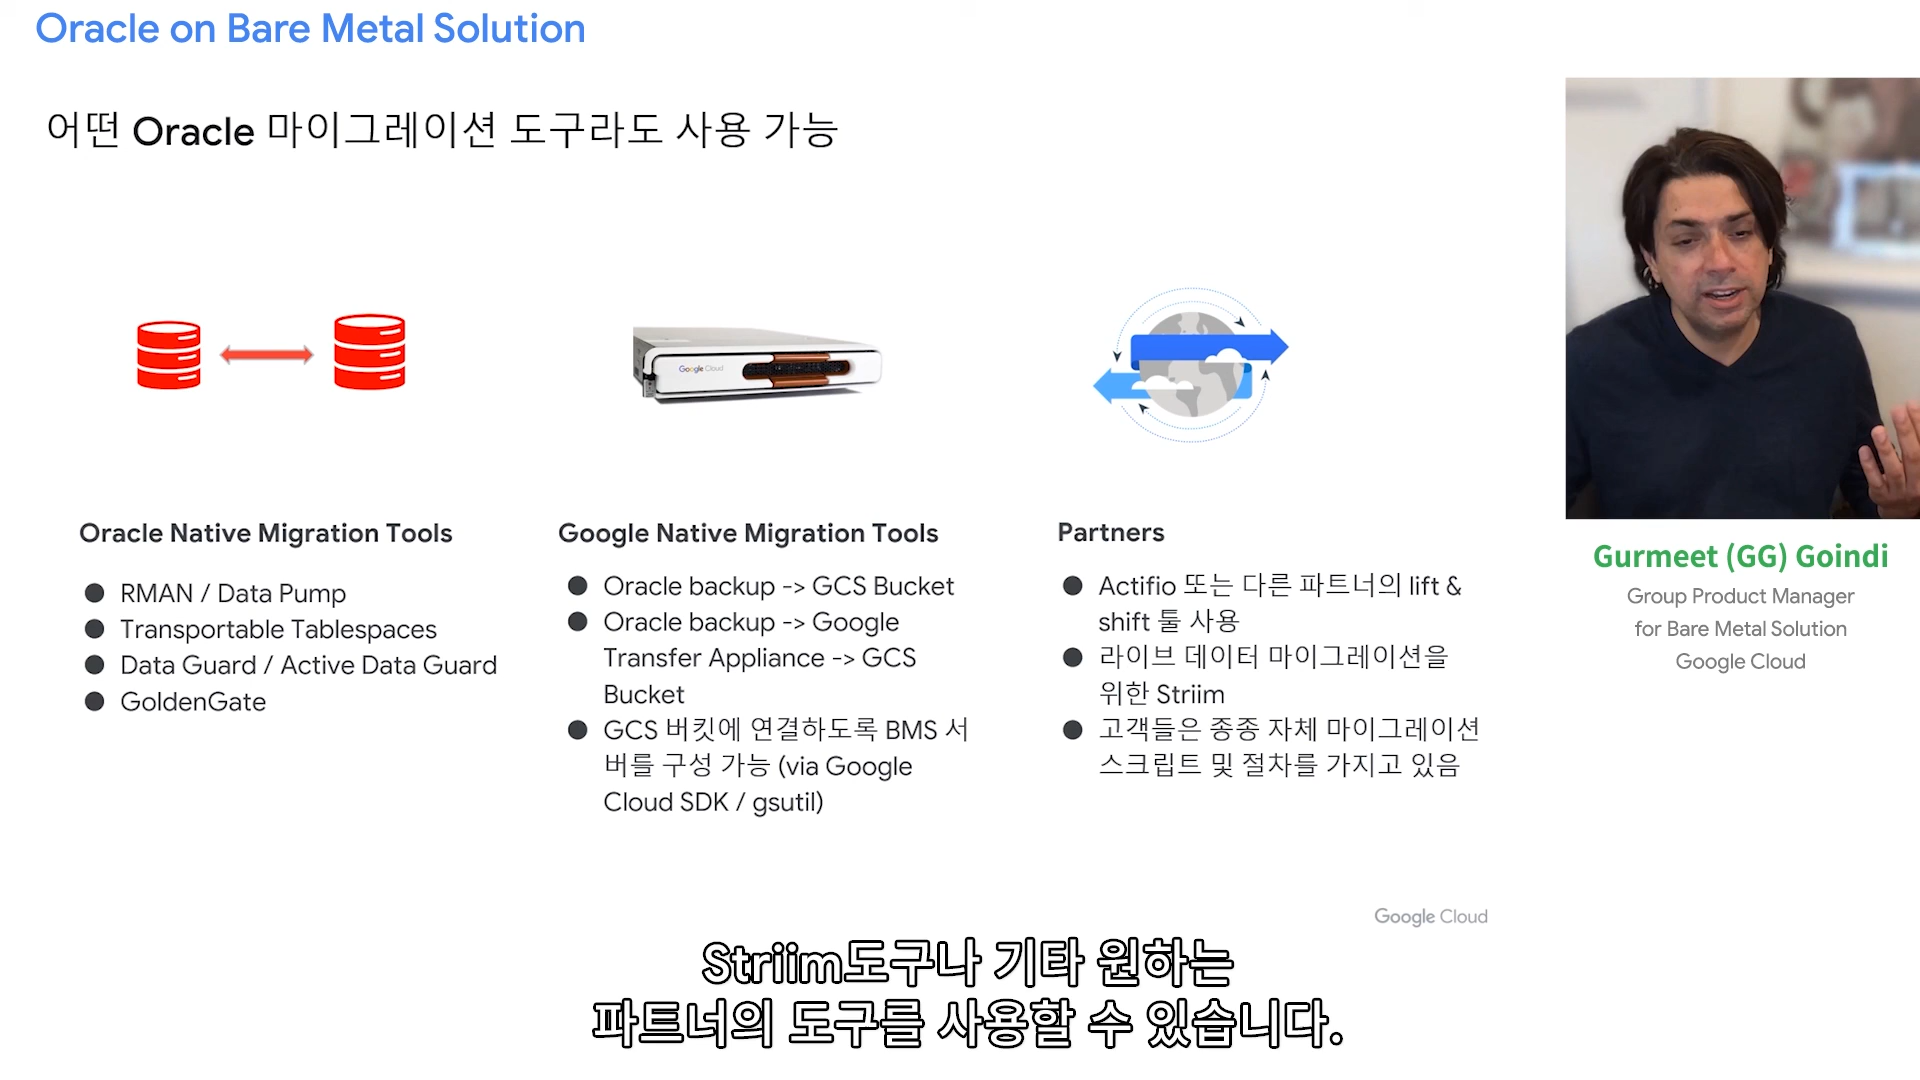 Oracle on Bare Metal Solution
어떤 Oracle 마이그레이션 도구라도 사용 가능
Google Cloud
Oracle Native Migration Tools
● RMAN / Data Pump
● Transportable Tablespaces
● Data Guard / Active Data Guard
● GoldenGate
Google Native Migration Tools
● Oracle backup -> GCS Bucket
● Oracle backup -> Google
Transfer Appliance -> GCS
Bucket
● GCS 버킷에 연결하도록 BMS 서
버를 구성 가능 (via Google
Cloud SDK / gsutil)
Partners
● Actifio 또는 다른 파트너의 lift &
shift 툴 사용
● 라이브 데이터 마이그레이션을
위한 Striim
● 고객들은 종종 자체 마이그레이션
스크립트 및 절차를 가지고 있음
Gurmeet (GG) Goindi
Group Product Manager
for Bare Metal Solution
Google Cloud
Google Cloud
Striim도구나 기타 원하는
파트너의 도구를 사용할 수 있습니다.